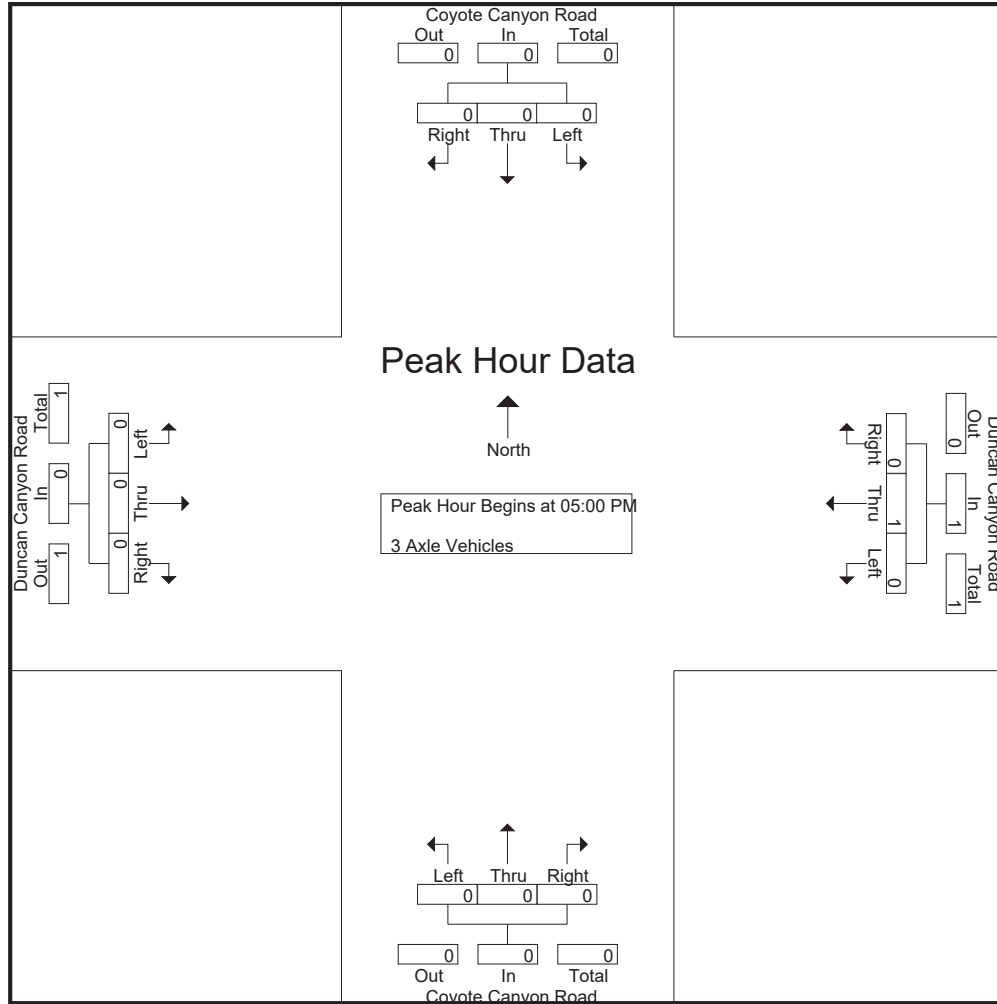 Coyote Canyon Road
Out In Total
0 0 0
0 0 0
Right Thru Left
Peak Hour Data
North
Peak Hour Begins at 05:00 PM
3 Axle Vehicles
Duncan Canyon Road
Out In Total
1 0 1
Right Thru Left
0 0 0
Duncan Canyon Road
Out In Total
0 1 1
Right Thru Left
0 1 0
Left Thru Right
0 0 0
0 0 0
Out In Total
Coyote Canyon Road